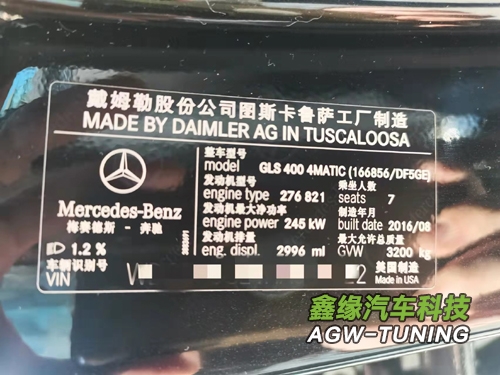 戴姆勒股份公司图斯卡鲁萨工厂制造
MADE BY DAIMLER AG IN TUSCALOOSA
整车型号
model GLS 400 4MATIC (166856/DF5GE)
发动机型号 乘坐人数
engine type 276 821 seats 7
发动机最大净功率 制造年月
engine power 245 kW built 2016/08
发动机排量 最大允许总质量
eng. displ. 2996 ml GVW 3200 kg
Mercedes-Benz
梅赛德斯-奔驰
1.2 %
车辆识别号
VIN
美国制造
Made in USA
鑫缘汽车科技
AGW-TUNING